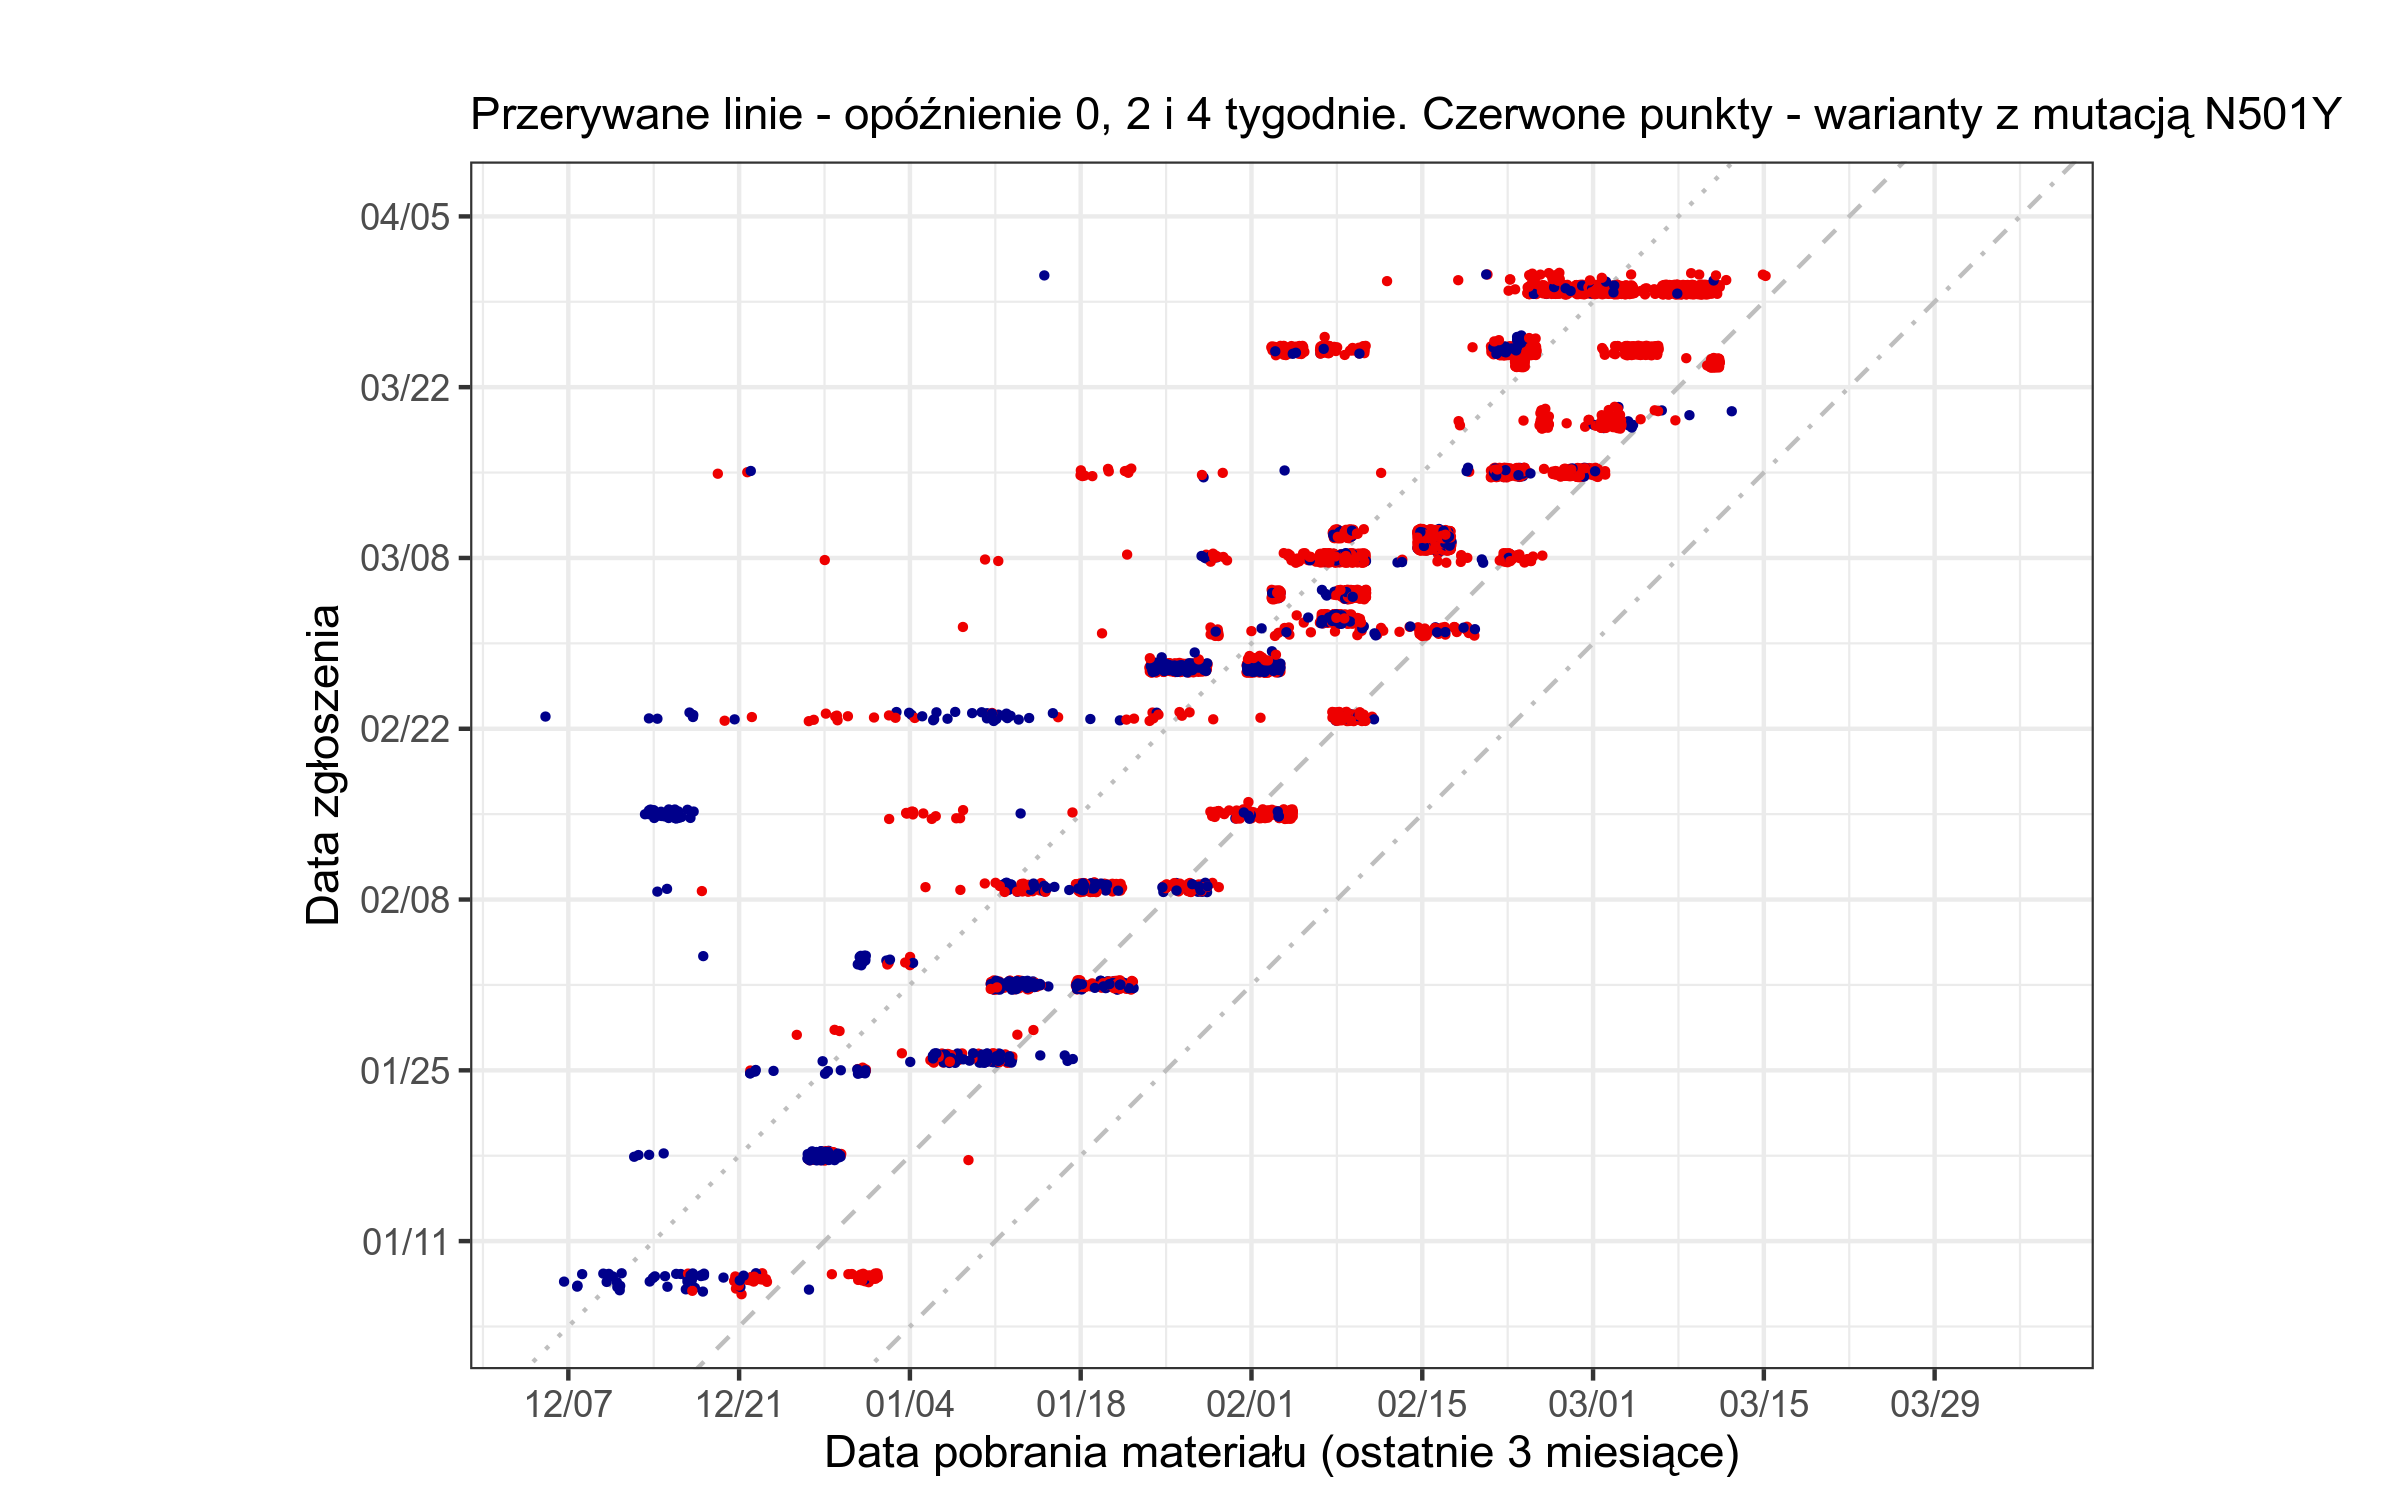 Przerywane linie - opóźnienie 0, 2 i 4 tygodnie. Czerwone punkty - warianty z mutacją N501Y
Data zgłoszenia
04/05
03/22
03/08
02/22
02/08
01/25
01/11
12/07 12/21 01/04 01/18 02/01 02/15 03/01 03/15 03/29
Data pobrania materiału (ostatnie 3 miesiące)